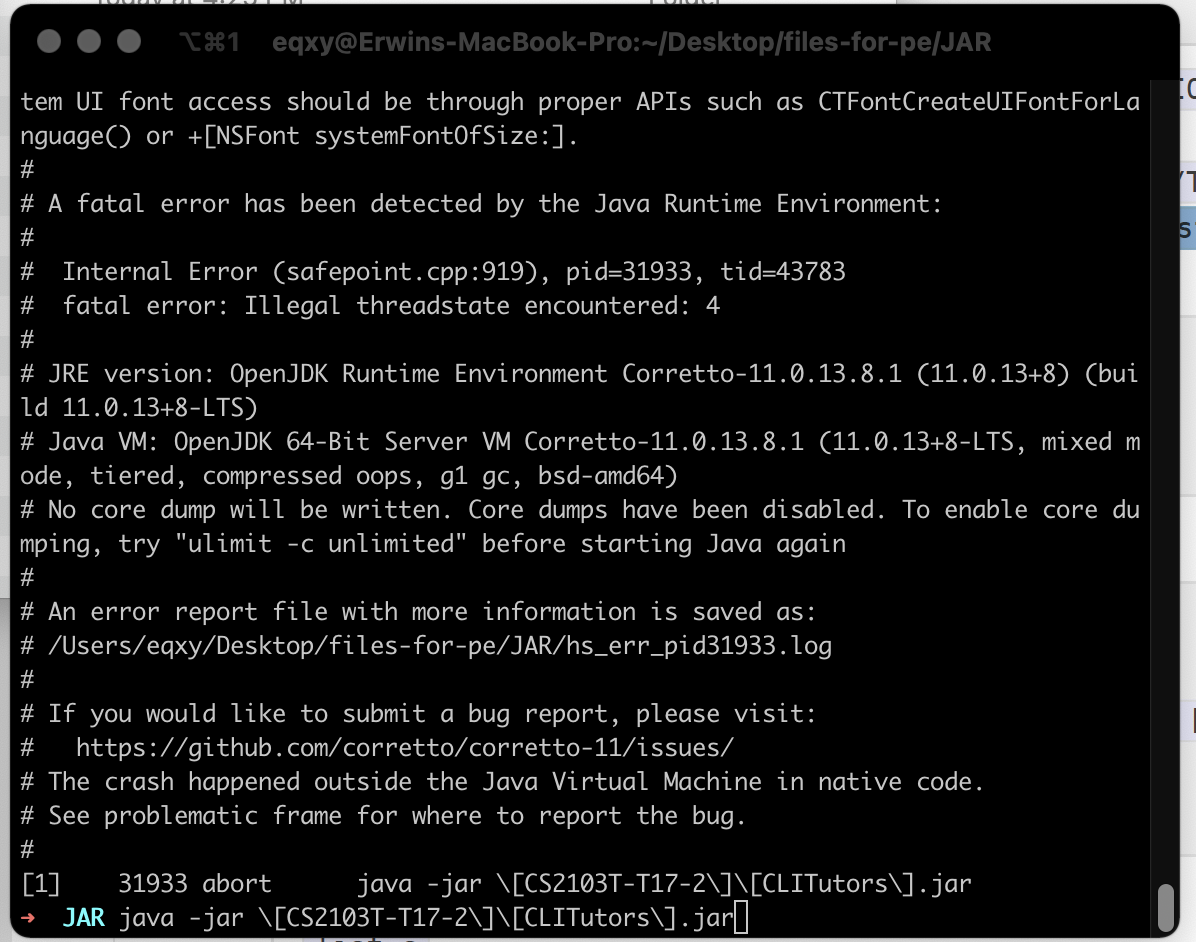 ⌥⌘1 eqxy@Erwins-MacBook-Pro:~/Desktop/files-for-pe/JAR
tem UI font access should be through proper APIs such as CTFontCreateUIFontForLa
nguage() or +[NSFont systemFontOfSize:].
#
# A fatal error has been detected by the Java Runtime Environment:
#
#  Internal Error (safepoint.cpp:919), pid=31933, tid=43783
#  fatal error: Illegal threadstate encountered: 4
#
# JRE version: OpenJDK Runtime Environment Corretto-11.0.13.8.1 (11.0.13+8) (bui
ld 11.0.13+8-LTS)
# Java VM: OpenJDK 64-Bit Server VM Corretto-11.0.13.8.1 (11.0.13+8-LTS, mixed m
ode, tiered, compressed oops, g1 gc, bsd-amd64)
# No core dump will be written. Core dumps have been disabled. To enable core du
mping, try "ulimit -c unlimited" before starting Java again
#
# An error report file with more information is saved as:
# /Users/eqxy/Desktop/files-for-pe/JAR/hs_err_pid31933.log
#
# If you would like to submit a bug report, please visit:
#   https://github.com/corretto/corretto-11/issues/
# The crash happened outside the Java Virtual Machine in native code.
# See problematic frame for where to report the bug.
#
[1]    31933 abort      java -jar \[CS2103T-T17-2\]\[CLITutors\].jar
➜  JAR java -jar \[CS2103T-T17-2\]\[CLITutors\].jar